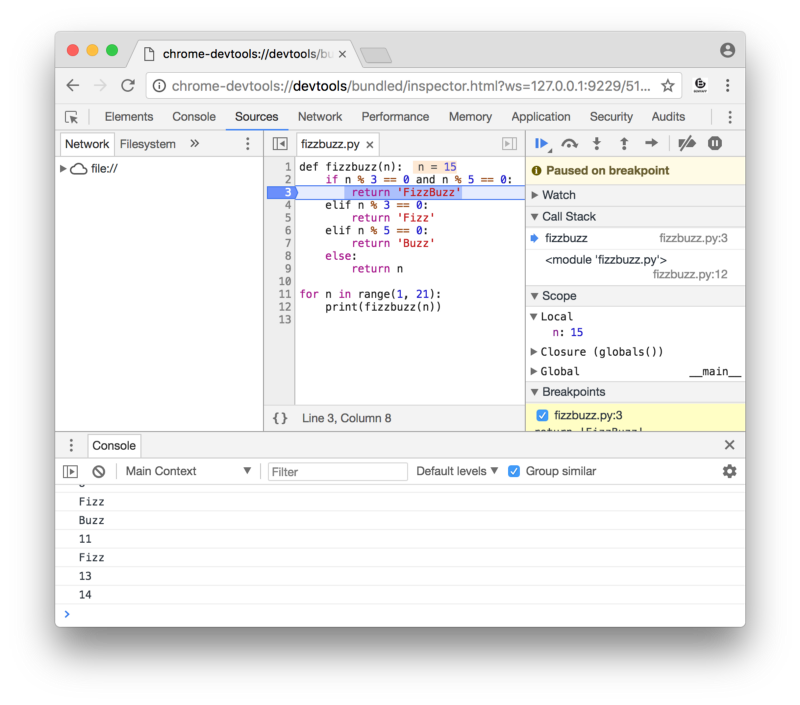 chrome-devtools://devtools/bu
chrome-devtools://devtools/bundled/inspector.html?ws=127.0.0.1:9229/51...
Elements Console Sources Network Performance Memory Application Security Audits
Network Filesystem »
file://
fizzbuzz.py ×
1 def fizzbuzz(n): n = 15
2 if n % 3 == 0 and n % 5 == 0:
3 return 'FizzBuzz'
4 elif n % 3 == 0:
5 return 'Fizz'
6 elif n % 5 == 0:
7 return 'Buzz'
8 else:
9 return n
10
11 for n in range(1, 21):
12 print(fizzbuzz(n))
13
{} Line 3, Column 8
Paused on breakpoint
Watch
Call Stack
fizzbuzz fizzbuzz.py:3
<module 'fizzbuzz.py'>
fizzbuzz.py:12
Scope
Local
n: 15
Closure (globals())
Global __main__
Breakpoints
fizzbuzz.py:3
return 'FizzBuzz'
Console
Main Context Filter Default levels Group similar
Fizz
Buzz
11
Fizz
13
14
>